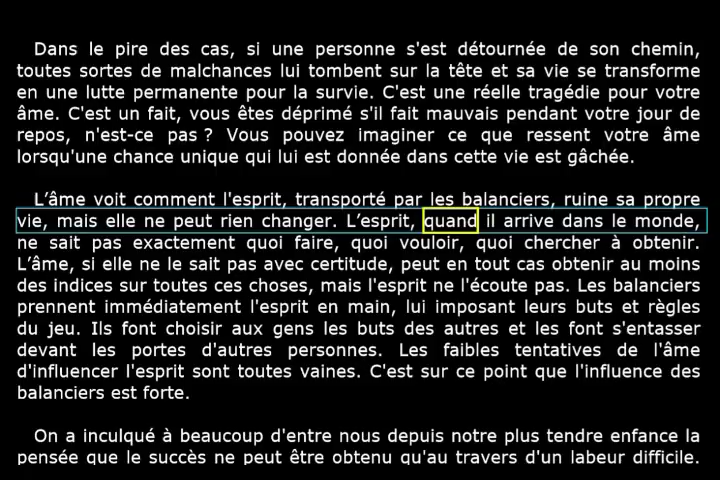 Dans le pire des cas, si une personne s'est détournée de son chemin,
toutes sortes de malchances lui tombent sur la tête et sa vie se transforme
en une lutte permanente pour la survie. C'est une réelle tragédie pour votre
âme. C'est un fait, vous êtes déprimé s'il fait mauvais pendant votre jour de
repos, n'est-ce pas ? Vous pouvez imaginer ce que ressent votre âme
lorsqu'une chance unique qui lui est donnée dans cette vie est gâchée.
L’âme voit comment l'esprit, transporté par les balanciers, ruine sa propre
vie, mais elle ne peut rien changer. L’esprit, quand il arrive dans le monde,
ne sait pas exactement quoi faire, quoi vouloir, quoi chercher à obtenir.
L’âme, si elle ne le sait pas avec certitude, peut en tout cas obtenir au moins
des indices sur toutes ces choses, mais l'esprit ne l'écoute pas. Les balanciers
prennent immédiatement l'esprit en main, lui imposant leurs buts et règles
du jeu. Ils font choisir aux gens les buts des autres et les font s'entasser
devant les portes d'autres personnes. Les faibles tentatives de l'âme
d'influencer l'esprit sont toutes vaines. C'est sur ce point que l'influence des
balanciers est forte.
On a inculqué à beaucoup d'entre nous depuis notre plus tendre enfance la
pensée que le succès ne peut être obtenu qu'au travers d'un labeur difficile.